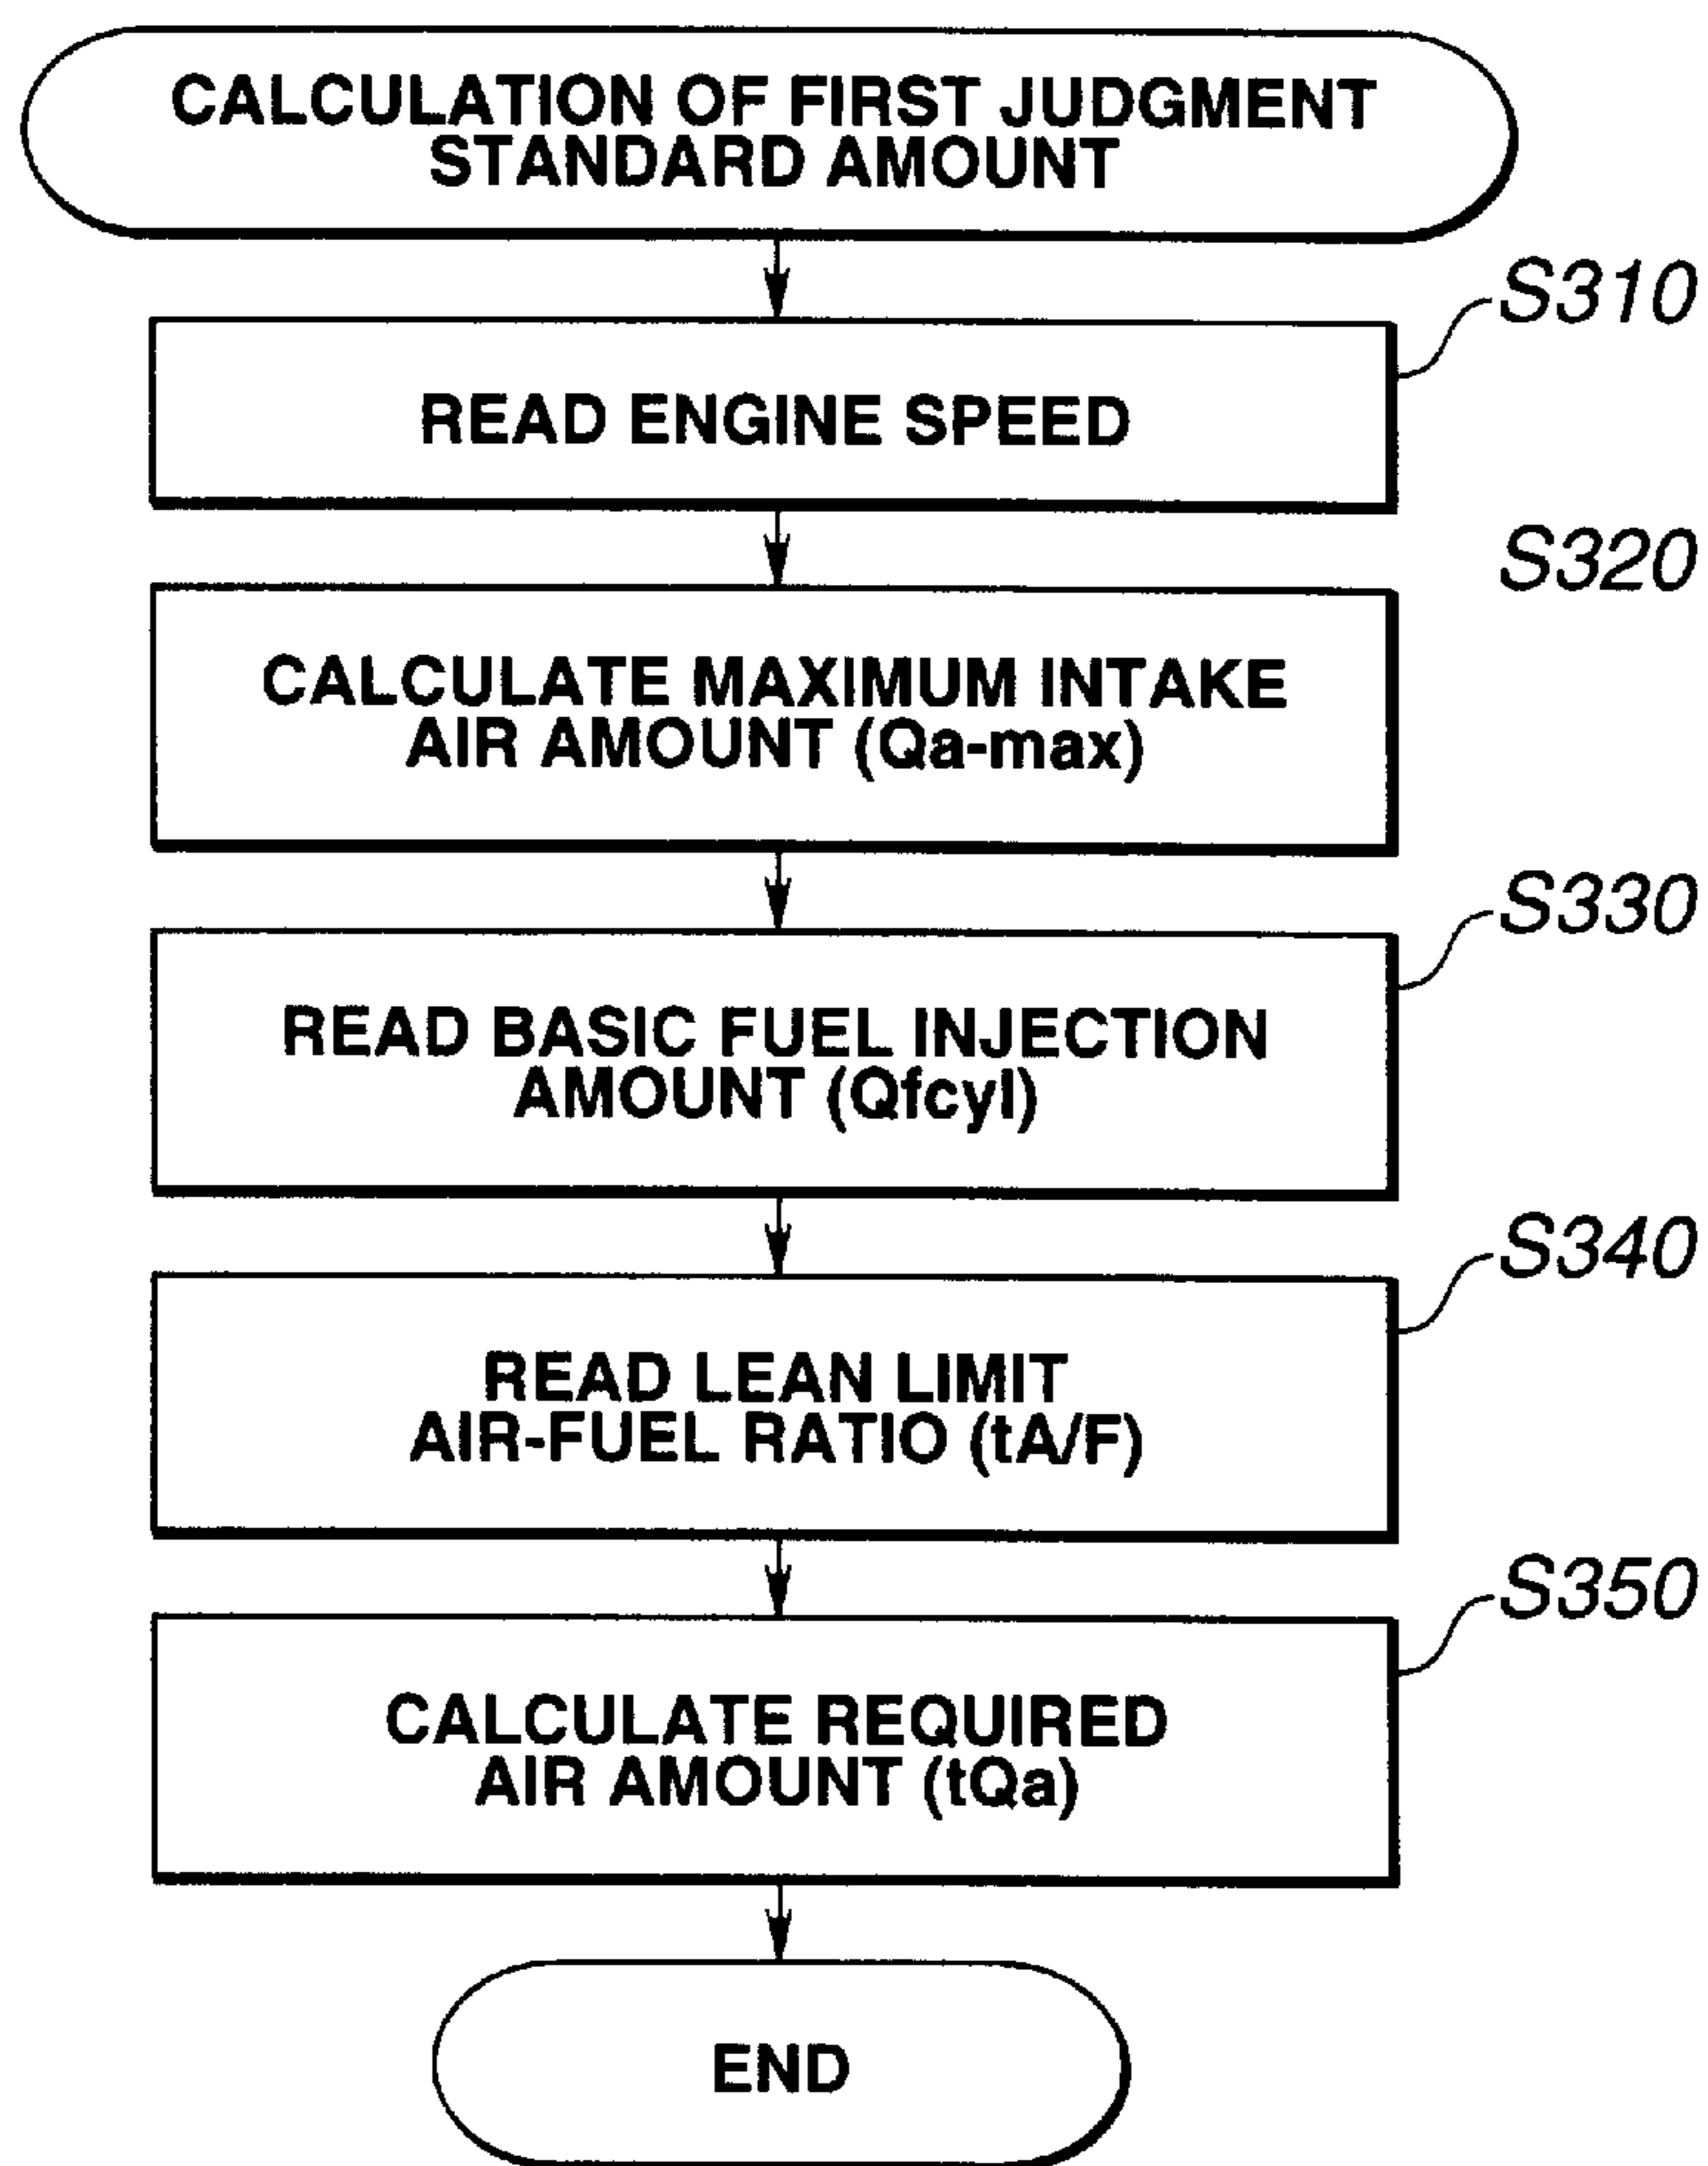 CALCULATION OF FIRST JUDGMENT
STANDARD AMOUNT
S310
READ ENGINE SPEED
S320
CALCULATE MAXIMUM INTAKE
AIR AMOUNT (Qa-max)
S330
READ BASIC FUEL INJECTION
AMOUNT (Qfcyl)
S340
READ LEAN LIMIT
AIR-FUEL RATIO (tA/F)
S350
CALCULATE REQUIRED
AIR AMOUNT (tQa)
END